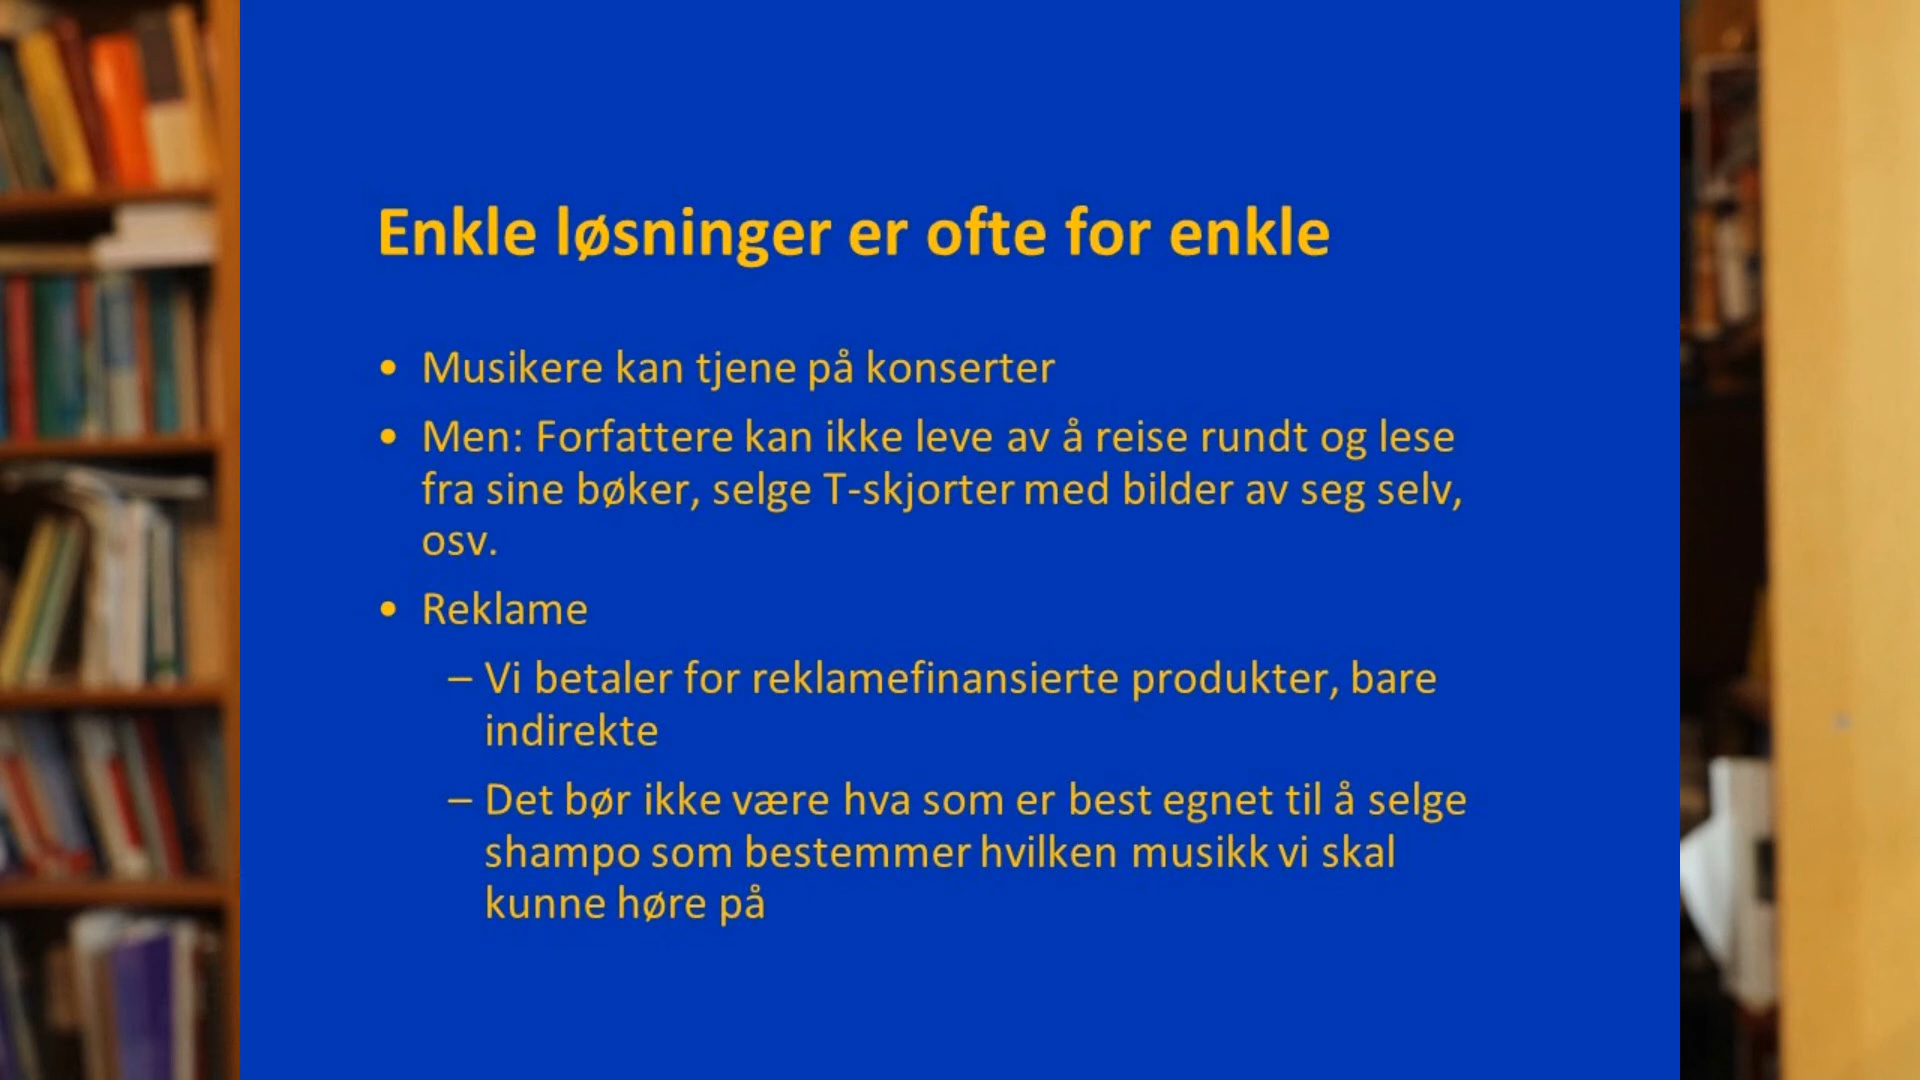 Enkle løsninger er ofte for enkle
• Musikere kan tjene på konserter
• Men: Forfattere kan ikke leve av å reise rundt og lese
fra sine bøker, selge T-skjorter med bilder av seg selv,
osv.
• Reklame
– Vi betaler for reklamefinansierte produkter, bare
indirekte
– Det bør ikke være hva som er best egnet til å selge
shampo som bestemmer hvilken musikk vi skal
kunne høre på